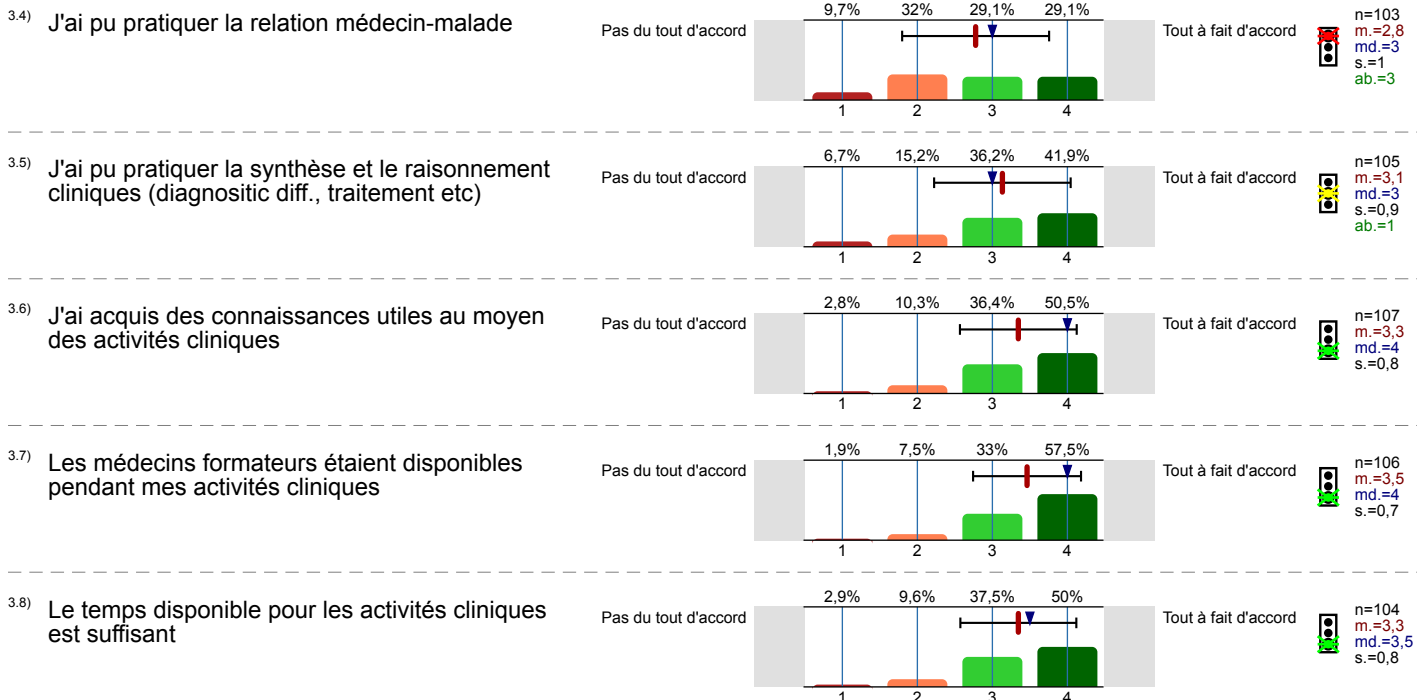 3.4) J'ai pu pratiquer la relation médecin-malade
Pas du tout d'accord
9,7% 32% 29,1% 29,1%
1 2 3 4
Tout à fait d'accord
n=103
m.=2,8
md.=3
s.=1
ab.=3
3.5) J'ai pu pratiquer la synthèse et le raisonnement
cliniques (diagnositic diff., traitement etc)
Pas du tout d'accord
6,7% 15,2% 36,2% 41,9%
1 2 3 4
Tout à fait d'accord
n=105
m.=3,1
md.=3
s.=0,9
ab.=1
3.6) J'ai acquis des connaissances utiles au moyen
des activités cliniques
Pas du tout d'accord
2,8% 10,3% 36,4% 50,5%
1 2 3 4
Tout à fait d'accord
n=107
m.=3,3
md.=4
s.=0,8
3.7) Les médecins formateurs étaient disponibles
pendant mes activités cliniques
Pas du tout d'accord
1,9% 7,5% 33% 57,5%
1 2 3 4
Tout à fait d'accord
n=106
m.=3,5
md.=4
s.=0,7
3.8) Le temps disponible pour les activités cliniques
est suffisant
Pas du tout d'accord
2,9% 9,6% 37,5% 50%
1 2 3 4
Tout à fait d'accord
n=104
m.=3,3
md.=3,5
s.=0,8